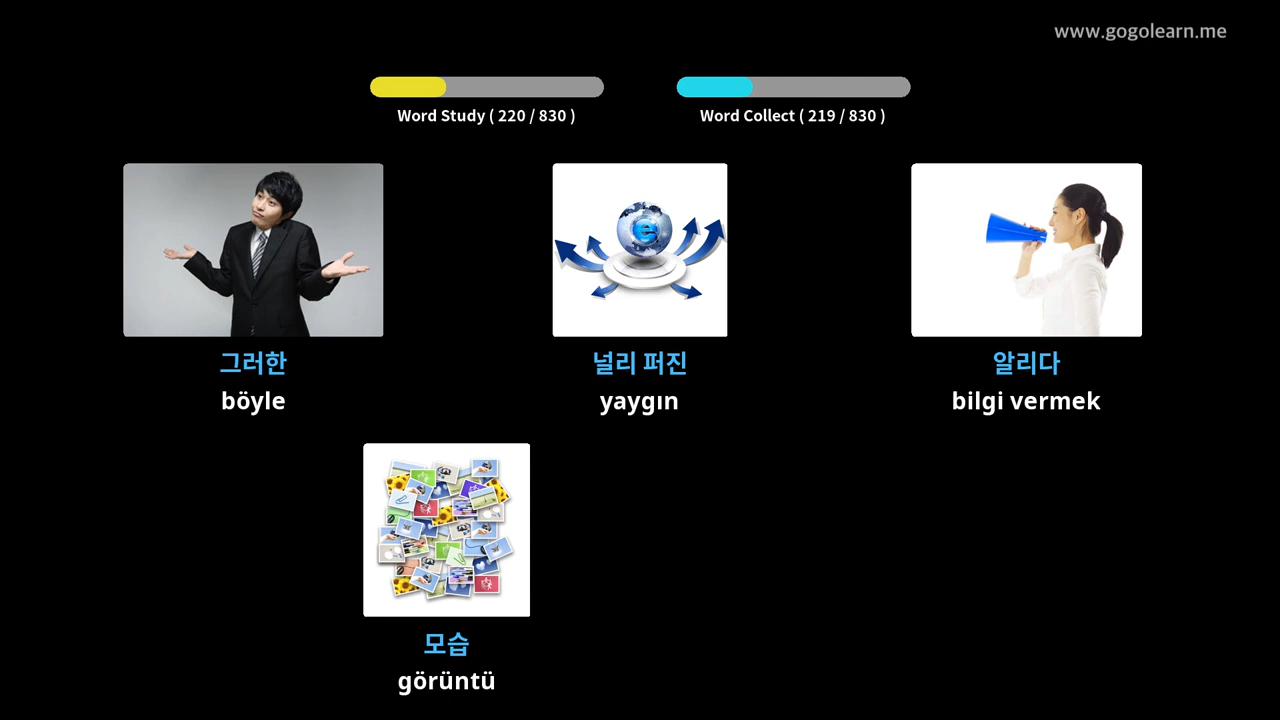 www.gogolearn.me
Word Study ( 220 / 830 )
Word Collect ( 219 / 830 )
그러한
böyle
널리 퍼진
yaygın
알리다
bilgi vermek
모습
görüntü